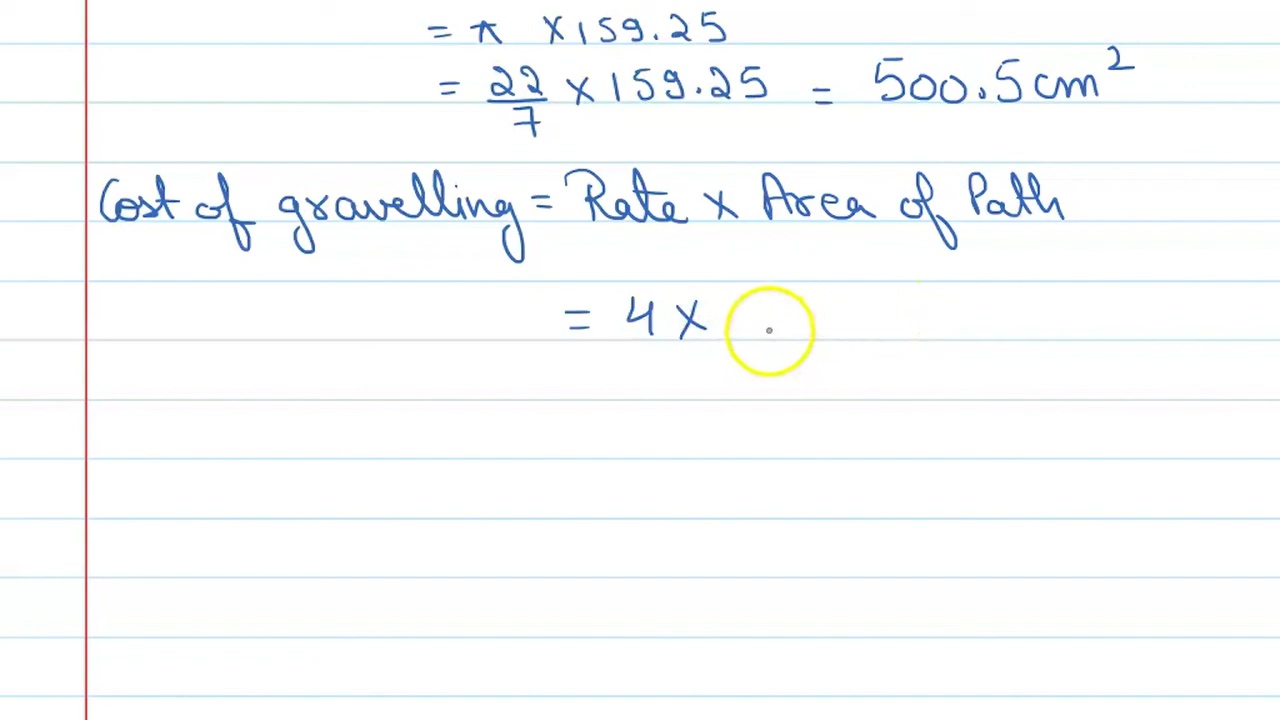 = π × 159.25
= 22/7 × 159.25 = 500.5 cm²
Cost of gravelling = Rate × Area of Path
= 4 ×